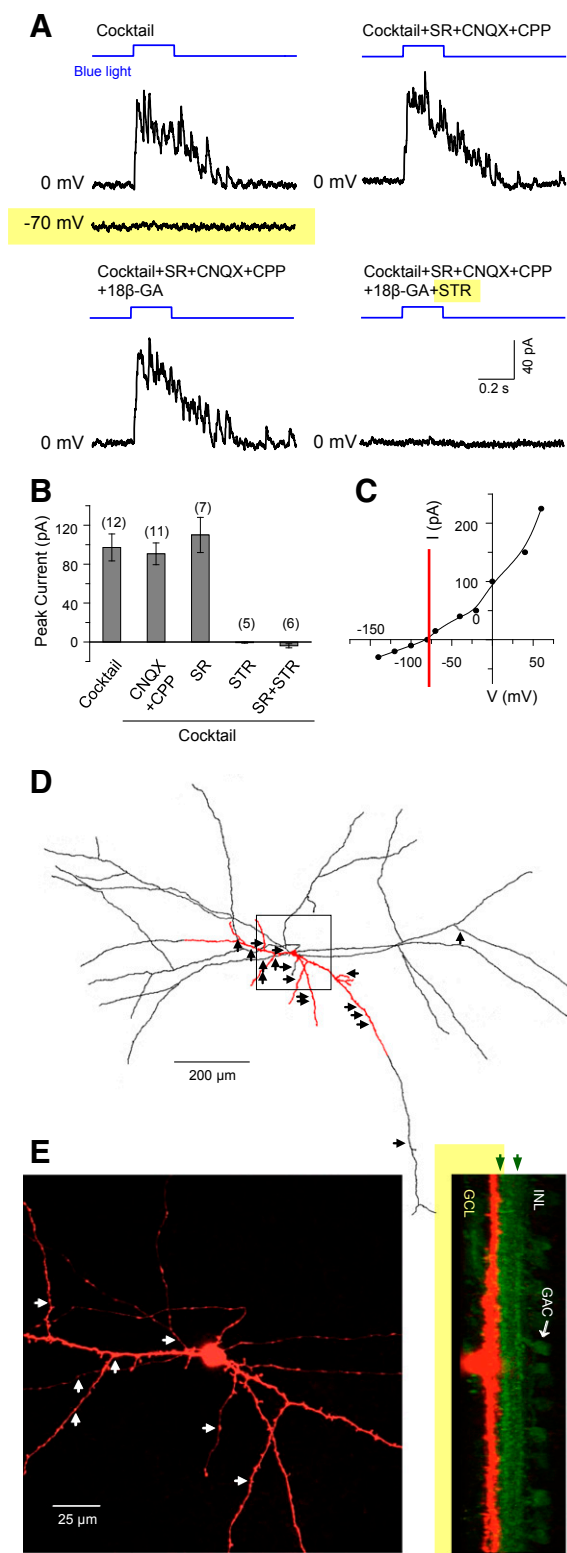 A
Cocktail
Cocktail+SR+CNQX+CPP
Blue light
0 mV
0 mV
-70 mV
Cocktail+SR+CNQX+CPP
+18β-GA
Cocktail+SR+CNQX+CPP
+18β-GA+STR
40 pA
0.2 s
0 mV
0 mV
B
Peak Current (pA)
120
80
40
0
(12)
(11)
(7)
(5)
(6)
Cocktail
CNQX
+CPP
SR
STR
SR+STR
Cocktail
C
I (pA)
200
100
0
-150
-100
-50
50
V (mV)
D
200 µm
E
25 µm
GCL
INL
GAC